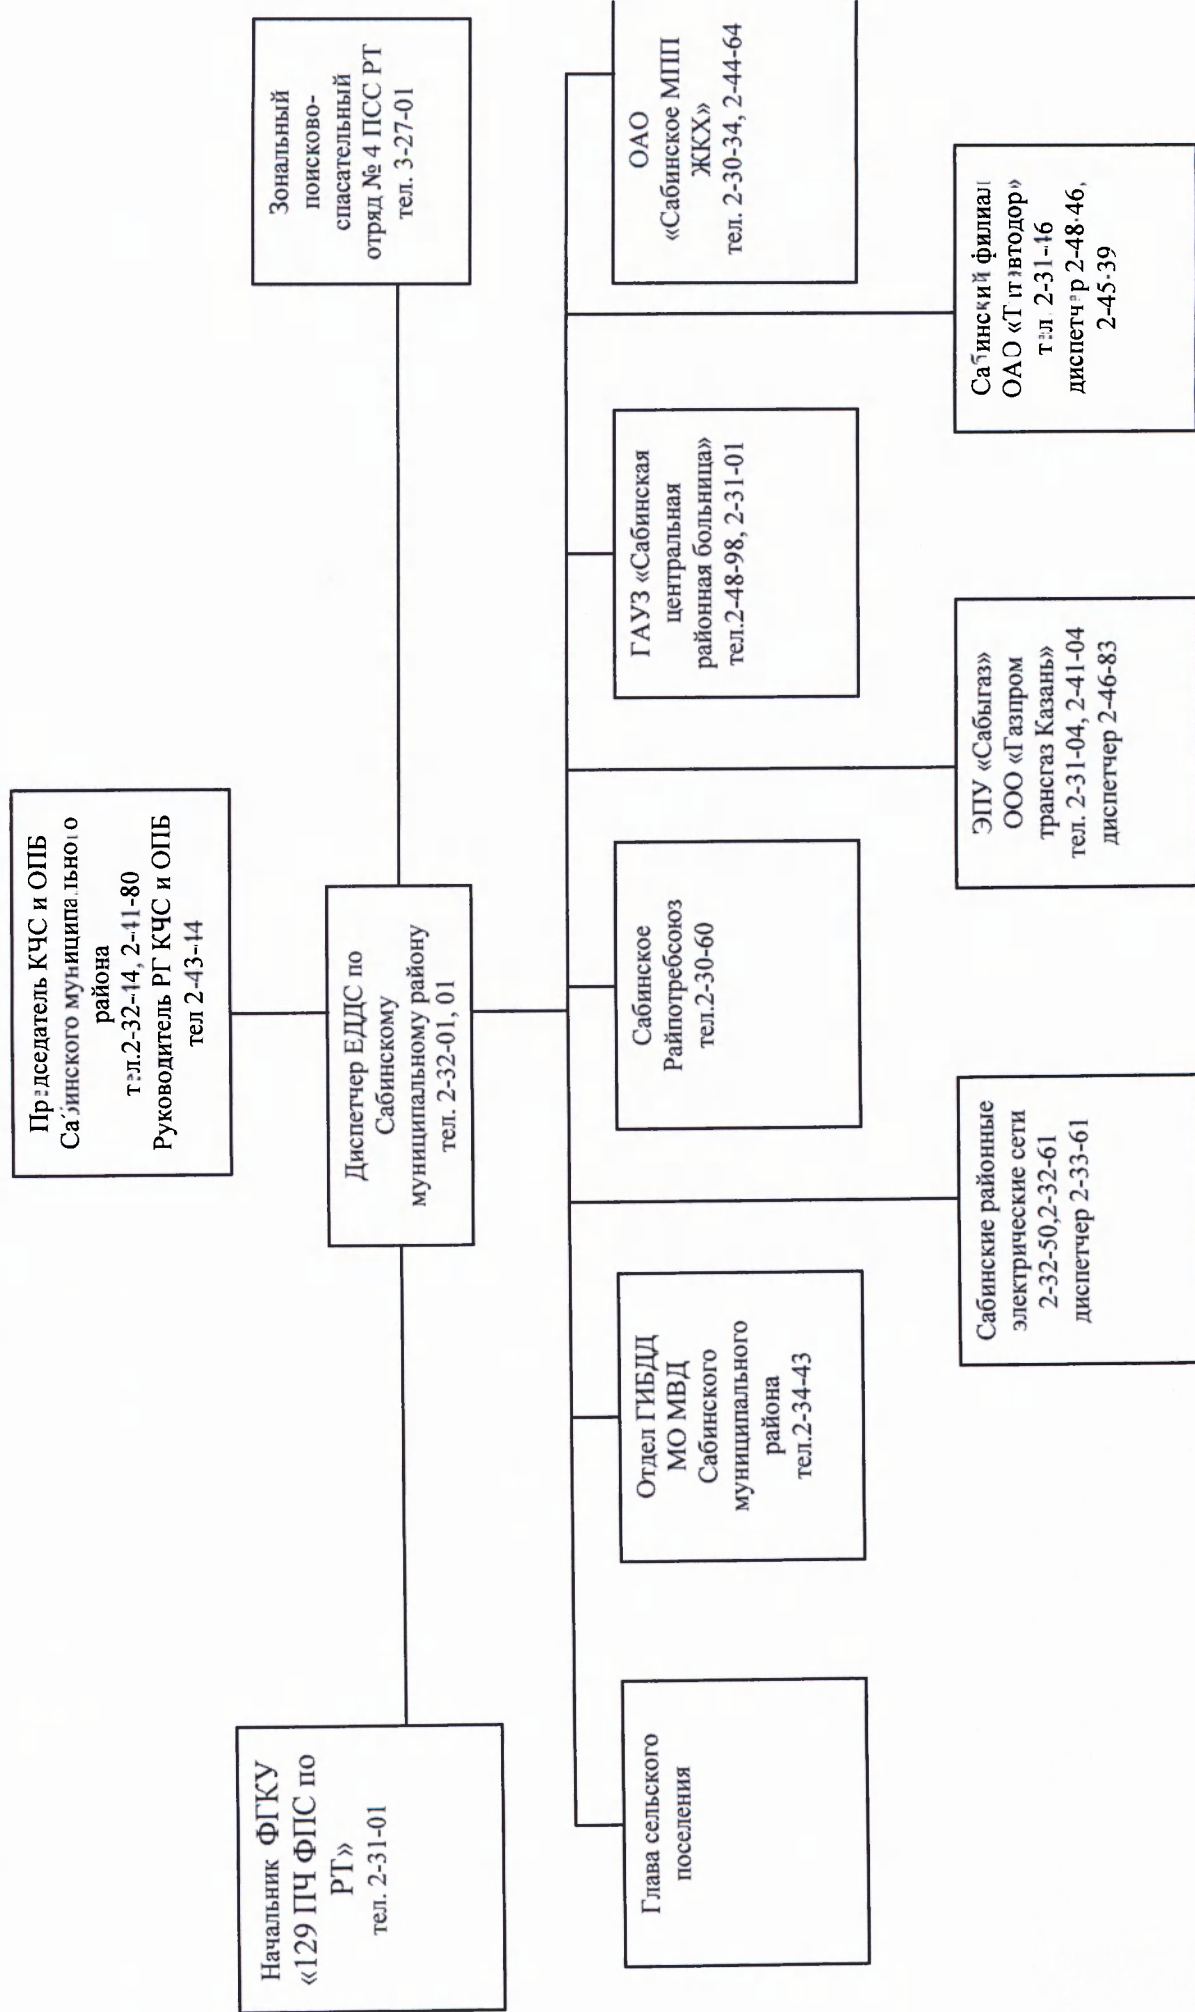 Председатель КЧС и ОПБ
Сабинского муниципального
района
тел.2-32-14, 2-41-80
Руководитель РГ КЧС и ОПБ
тел 2-43-44
Начальник ФГКУ
«129 ПЧ ФПС по
РТ»
тел. 2-31-01
Диспетчер ЕДДС по
Сабинскому
муниципальному району
тел. 2-32-01, 01
Зональный
поисково-
спасательный
отряд № 4 ПСС РТ
тел. 3-27-01
Глава сельского
поселения
Отдел ГИБДД
МО МВД
Сабинского
муниципального
района
тел.2-34-43
Сабинское
Райпотребсоюз
тел.2-30-60
ГАУЗ «Сабинская
центральная
районная больница»
тел.2-48-98, 2-31-01
ОАО
«Сабинское МПП
ЖКХ»
тел. 2-30-34, 2-44-64
Сабинские районные
электрические сети
2-32-50,2-32-61
диспетчер 2-33-61
ЭПУ «Сабыгаз»
ООО «Газпром
трансгаз Казань»
тел. 2-31-04, 2-41-04
диспетчер 2-46-83
Сабинский филиал
ОАО «Татавтодор»
тел. 2-31-46
диспетчер 2-48-46,
2-45-39